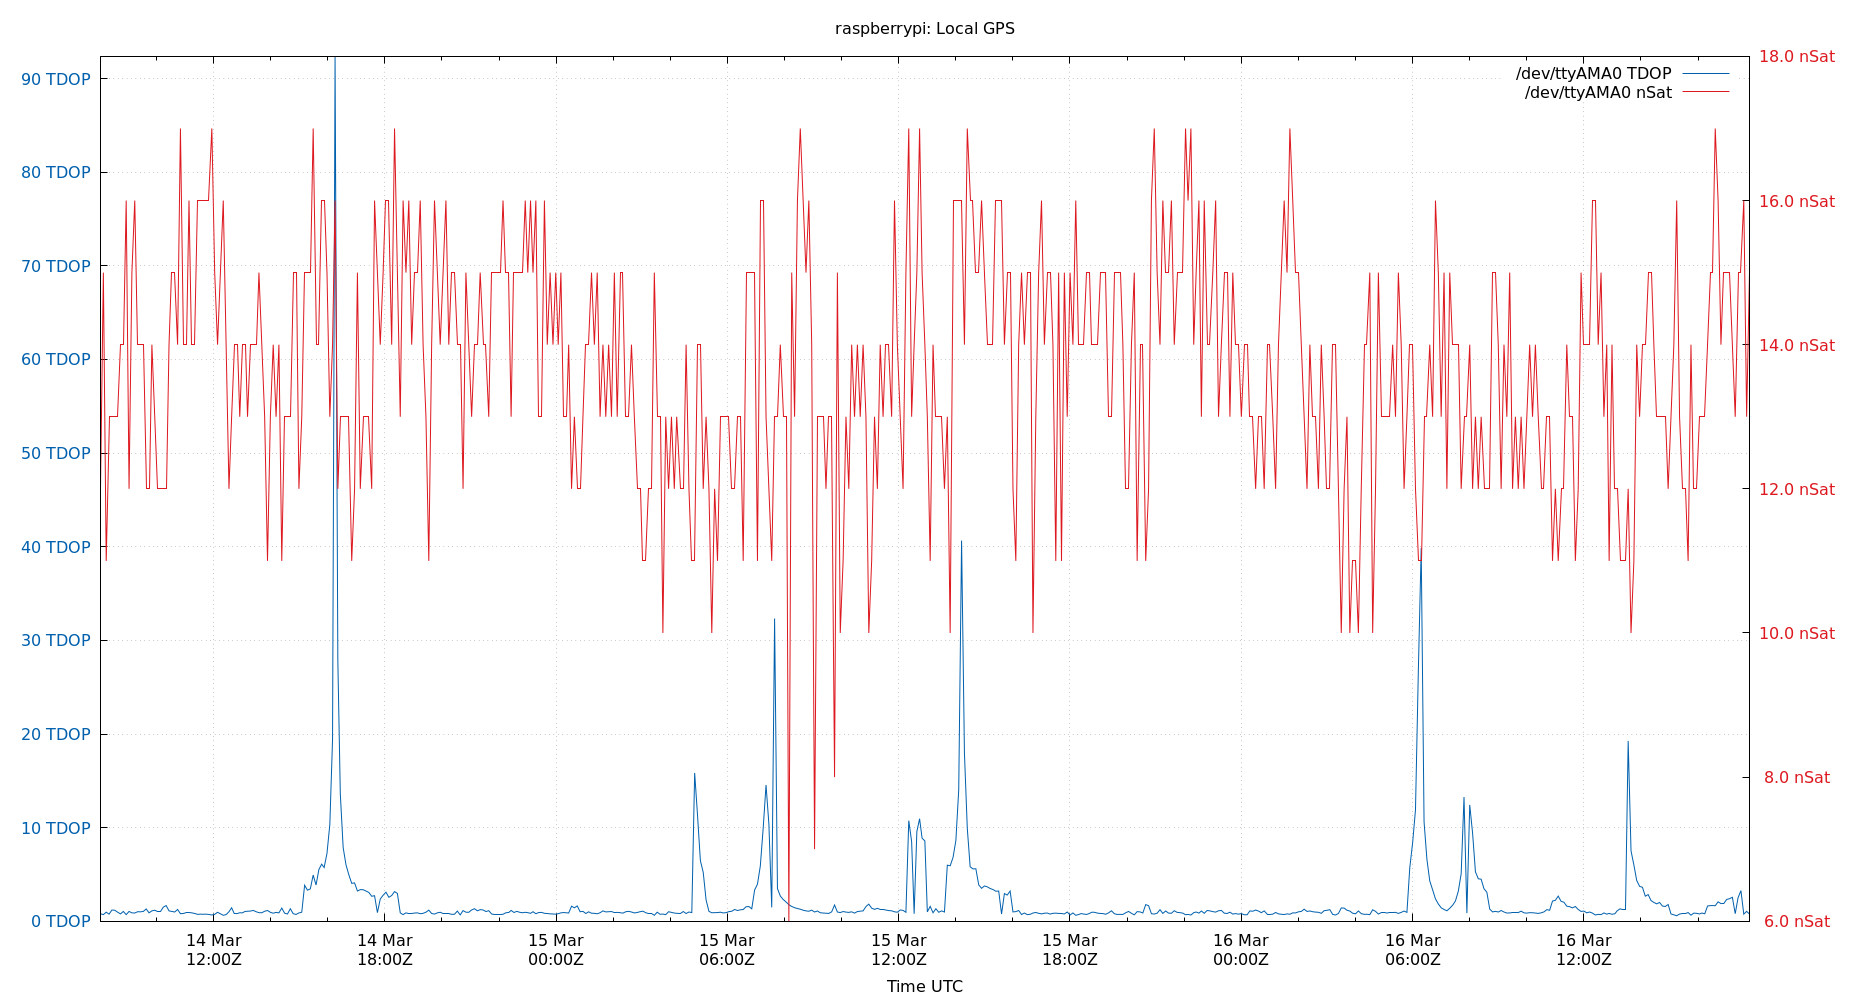 raspberrypi: Local GPS
90 TDOP
80 TDOP
70 TDOP
60 TDOP
50 TDOP
40 TDOP
30 TDOP
20 TDOP
10 TDOP
0 TDOP
18.0 nSat
16.0 nSat
14.0 nSat
12.0 nSat
10.0 nSat
8.0 nSat
6.0 nSat
/dev/ttyAMA0 TDOP
/dev/ttyAMA0 nSat
14 Mar
12:00Z
14 Mar
18:00Z
15 Mar
00:00Z
15 Mar
06:00Z
15 Mar
12:00Z
15 Mar
18:00Z
16 Mar
00:00Z
16 Mar
06:00Z
16 Mar
12:00Z
Time UTC